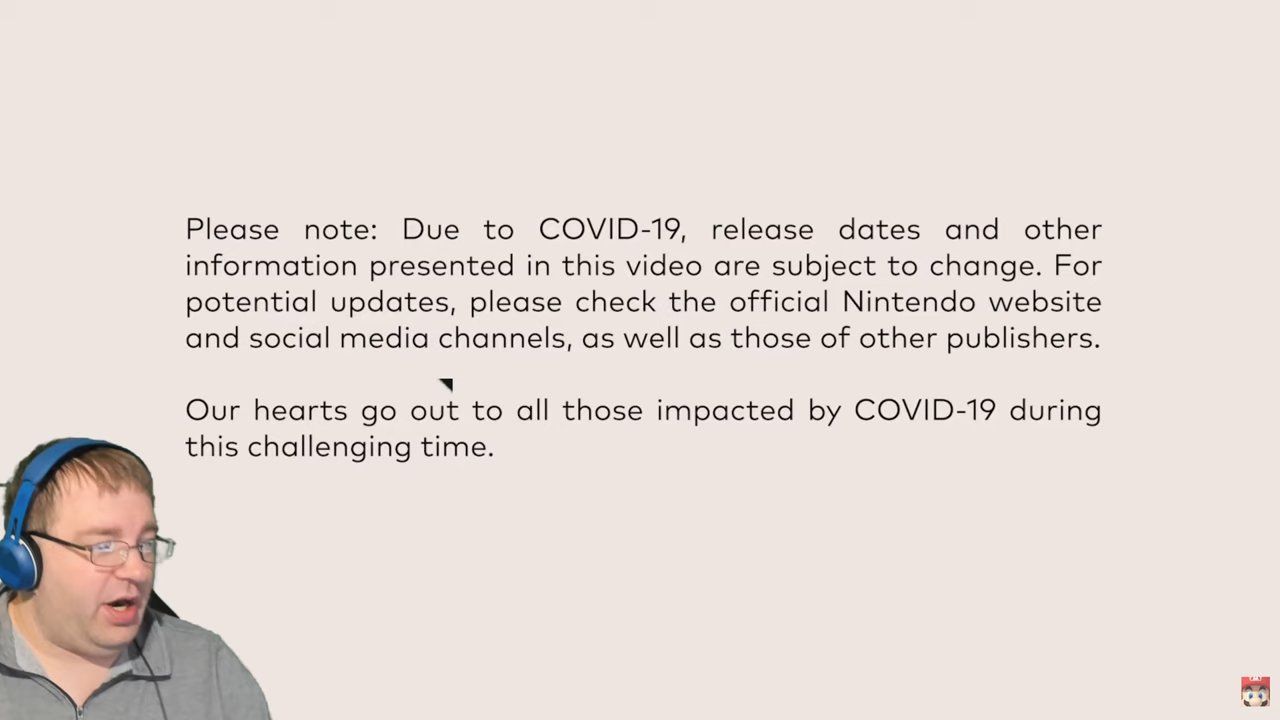 Please note: Due to COVID-19, release dates and other
information presented in this video are subject to change. For
potential updates, please check the official Nintendo website
and social media channels, as well as those of other publishers.
Our hearts go out to all those impacted by COVID-19 during
this challenging time.